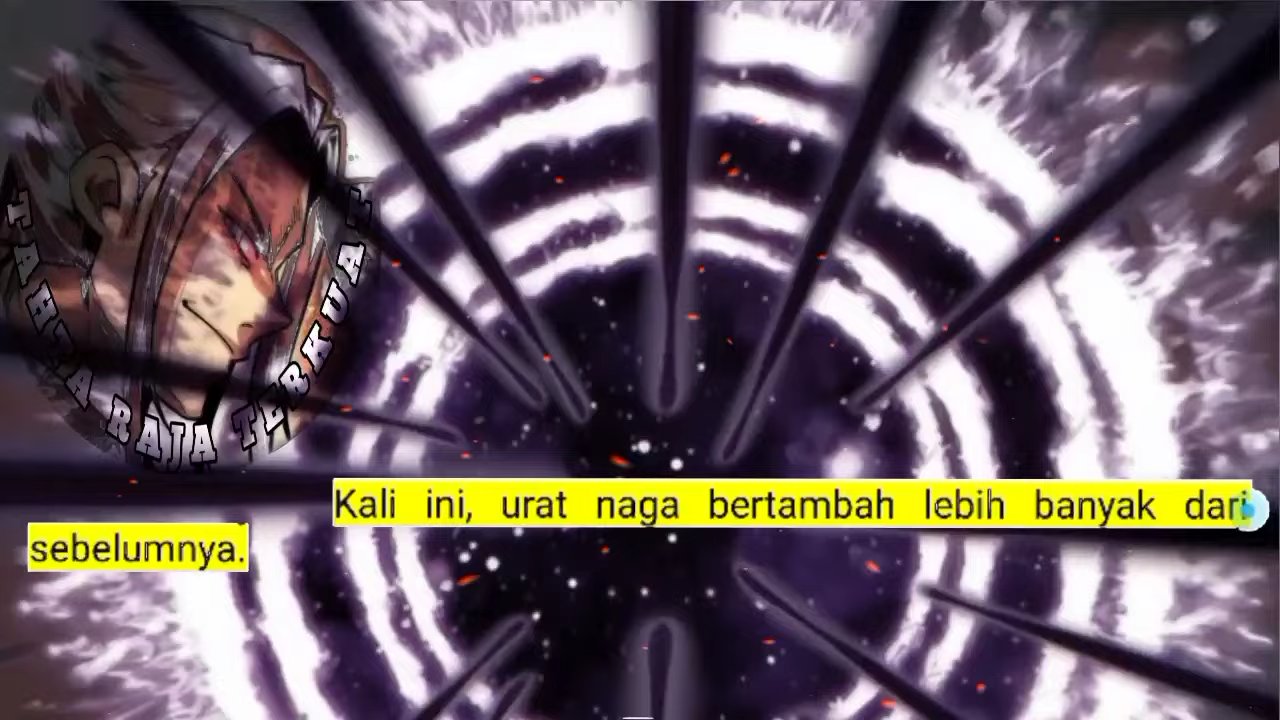 TAHTA RAJA TERKUAT
Kali ini, urat naga bertambah lebih banyak dari
sebelumnya.